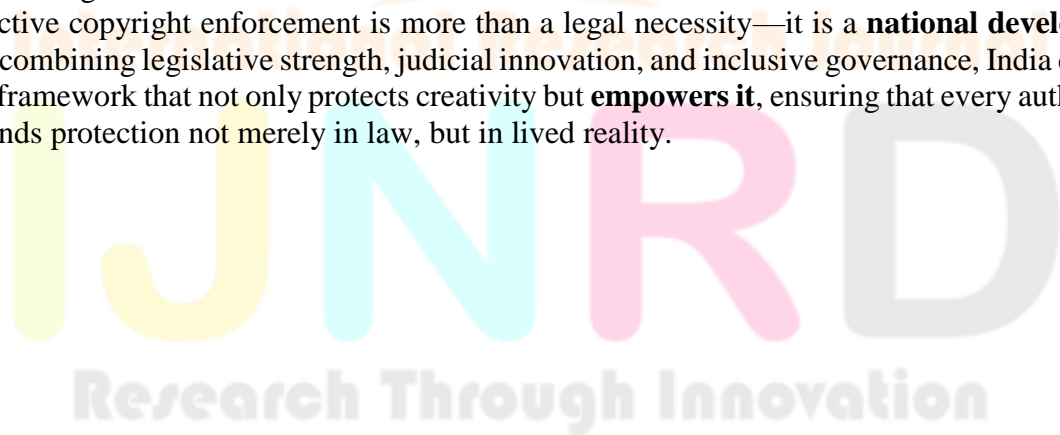 ctive copyright enforcement is more than a legal necessity—it is a national devel
combining legislative strength, judicial innovation, and inclusive governance, India
framework that not only protects creativity but empowers it, ensuring that every aut
nds protection not merely in law, but in lived reality.
IJNRD
Research Through Innovation